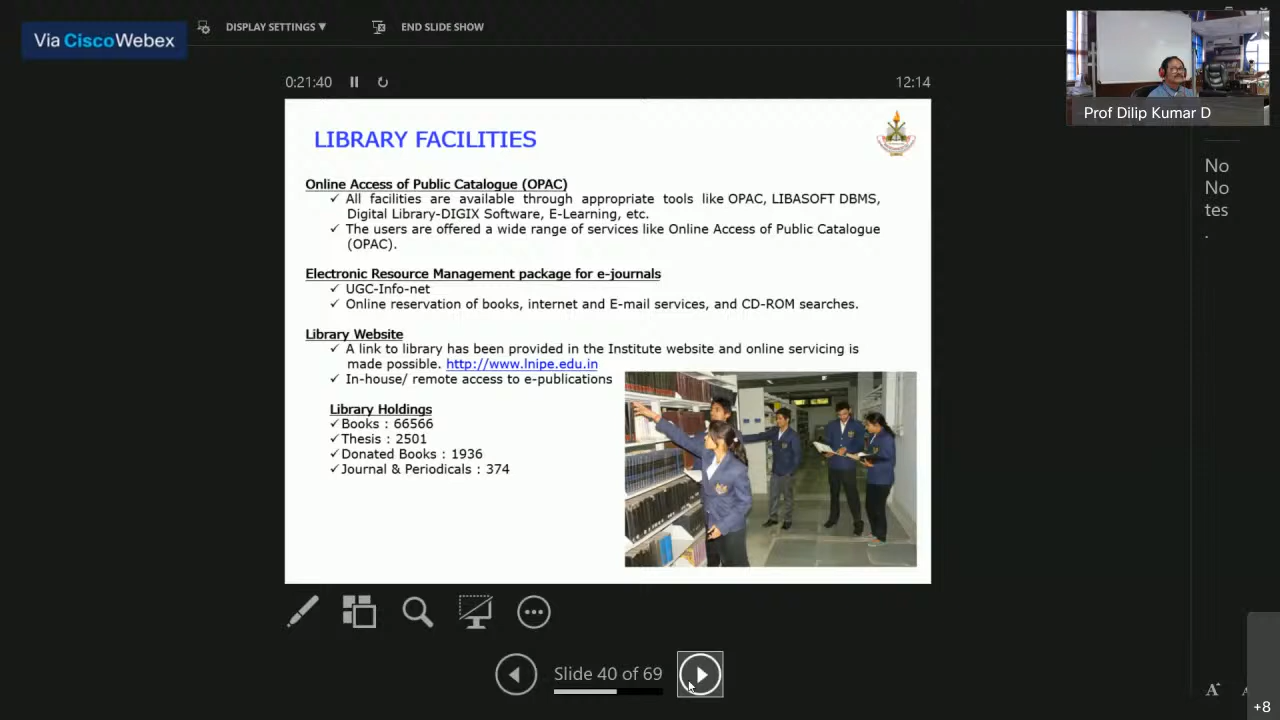 Via CiscoWebex
DISPLAY SETTINGS ▼
END SLIDE SHOW
0:21:40
12:14
Prof Dilip Kumar D
No
No
tes
.
LIBRARY FACILITIES
Online Access of Public Catalogue (OPAC)
✓ All facilities are available through appropriate tools like OPAC, LIBASOFT DBMS,
Digital Library-DIGIX Software, E-Learning, etc.
✓ The users are offered a wide range of services like Online Access of Public Catalogue
(OPAC).
Electronic Resource Management package for e-journals
✓ UGC-Info-net
✓ Online reservation of books, internet and E-mail services, and CD-ROM searches.
Library Website
✓ A link to library has been provided in the Institute website and online servicing is
made possible. http://www.lnipe.edu.in
✓ In-house/ remote access to e-publications
Library Holdings
✓ Books : 66566
✓ Thesis : 2501
✓ Donated Books : 1936
✓ Journal & Periodicals : 374
Slide 40 of 69
A
+8